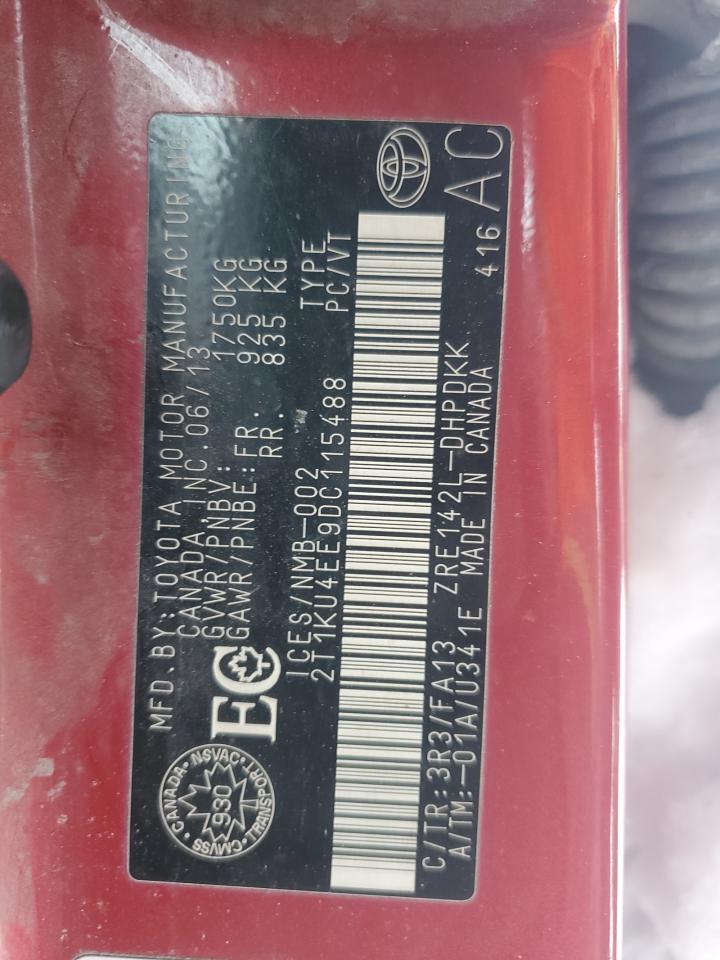 MFD.BY:TOYOTA MOTOR MANUFACTURING
CANADA,INC.06/13
GVWR/PNBV: 1750KG
GAWR/PNBE:FR. 925 KG
RR. 835 KG
EC
CANADA • NSVAC • TRANSPORT • CMVSS
930
ICES/NMB-002 TYPE
2T1KU4EE9DC115488 PC/VT
C/TR:3R3/FA13 ZRE142L-DHPDKK 416
A/TM:-01A/U341E MADE IN CANADA AC